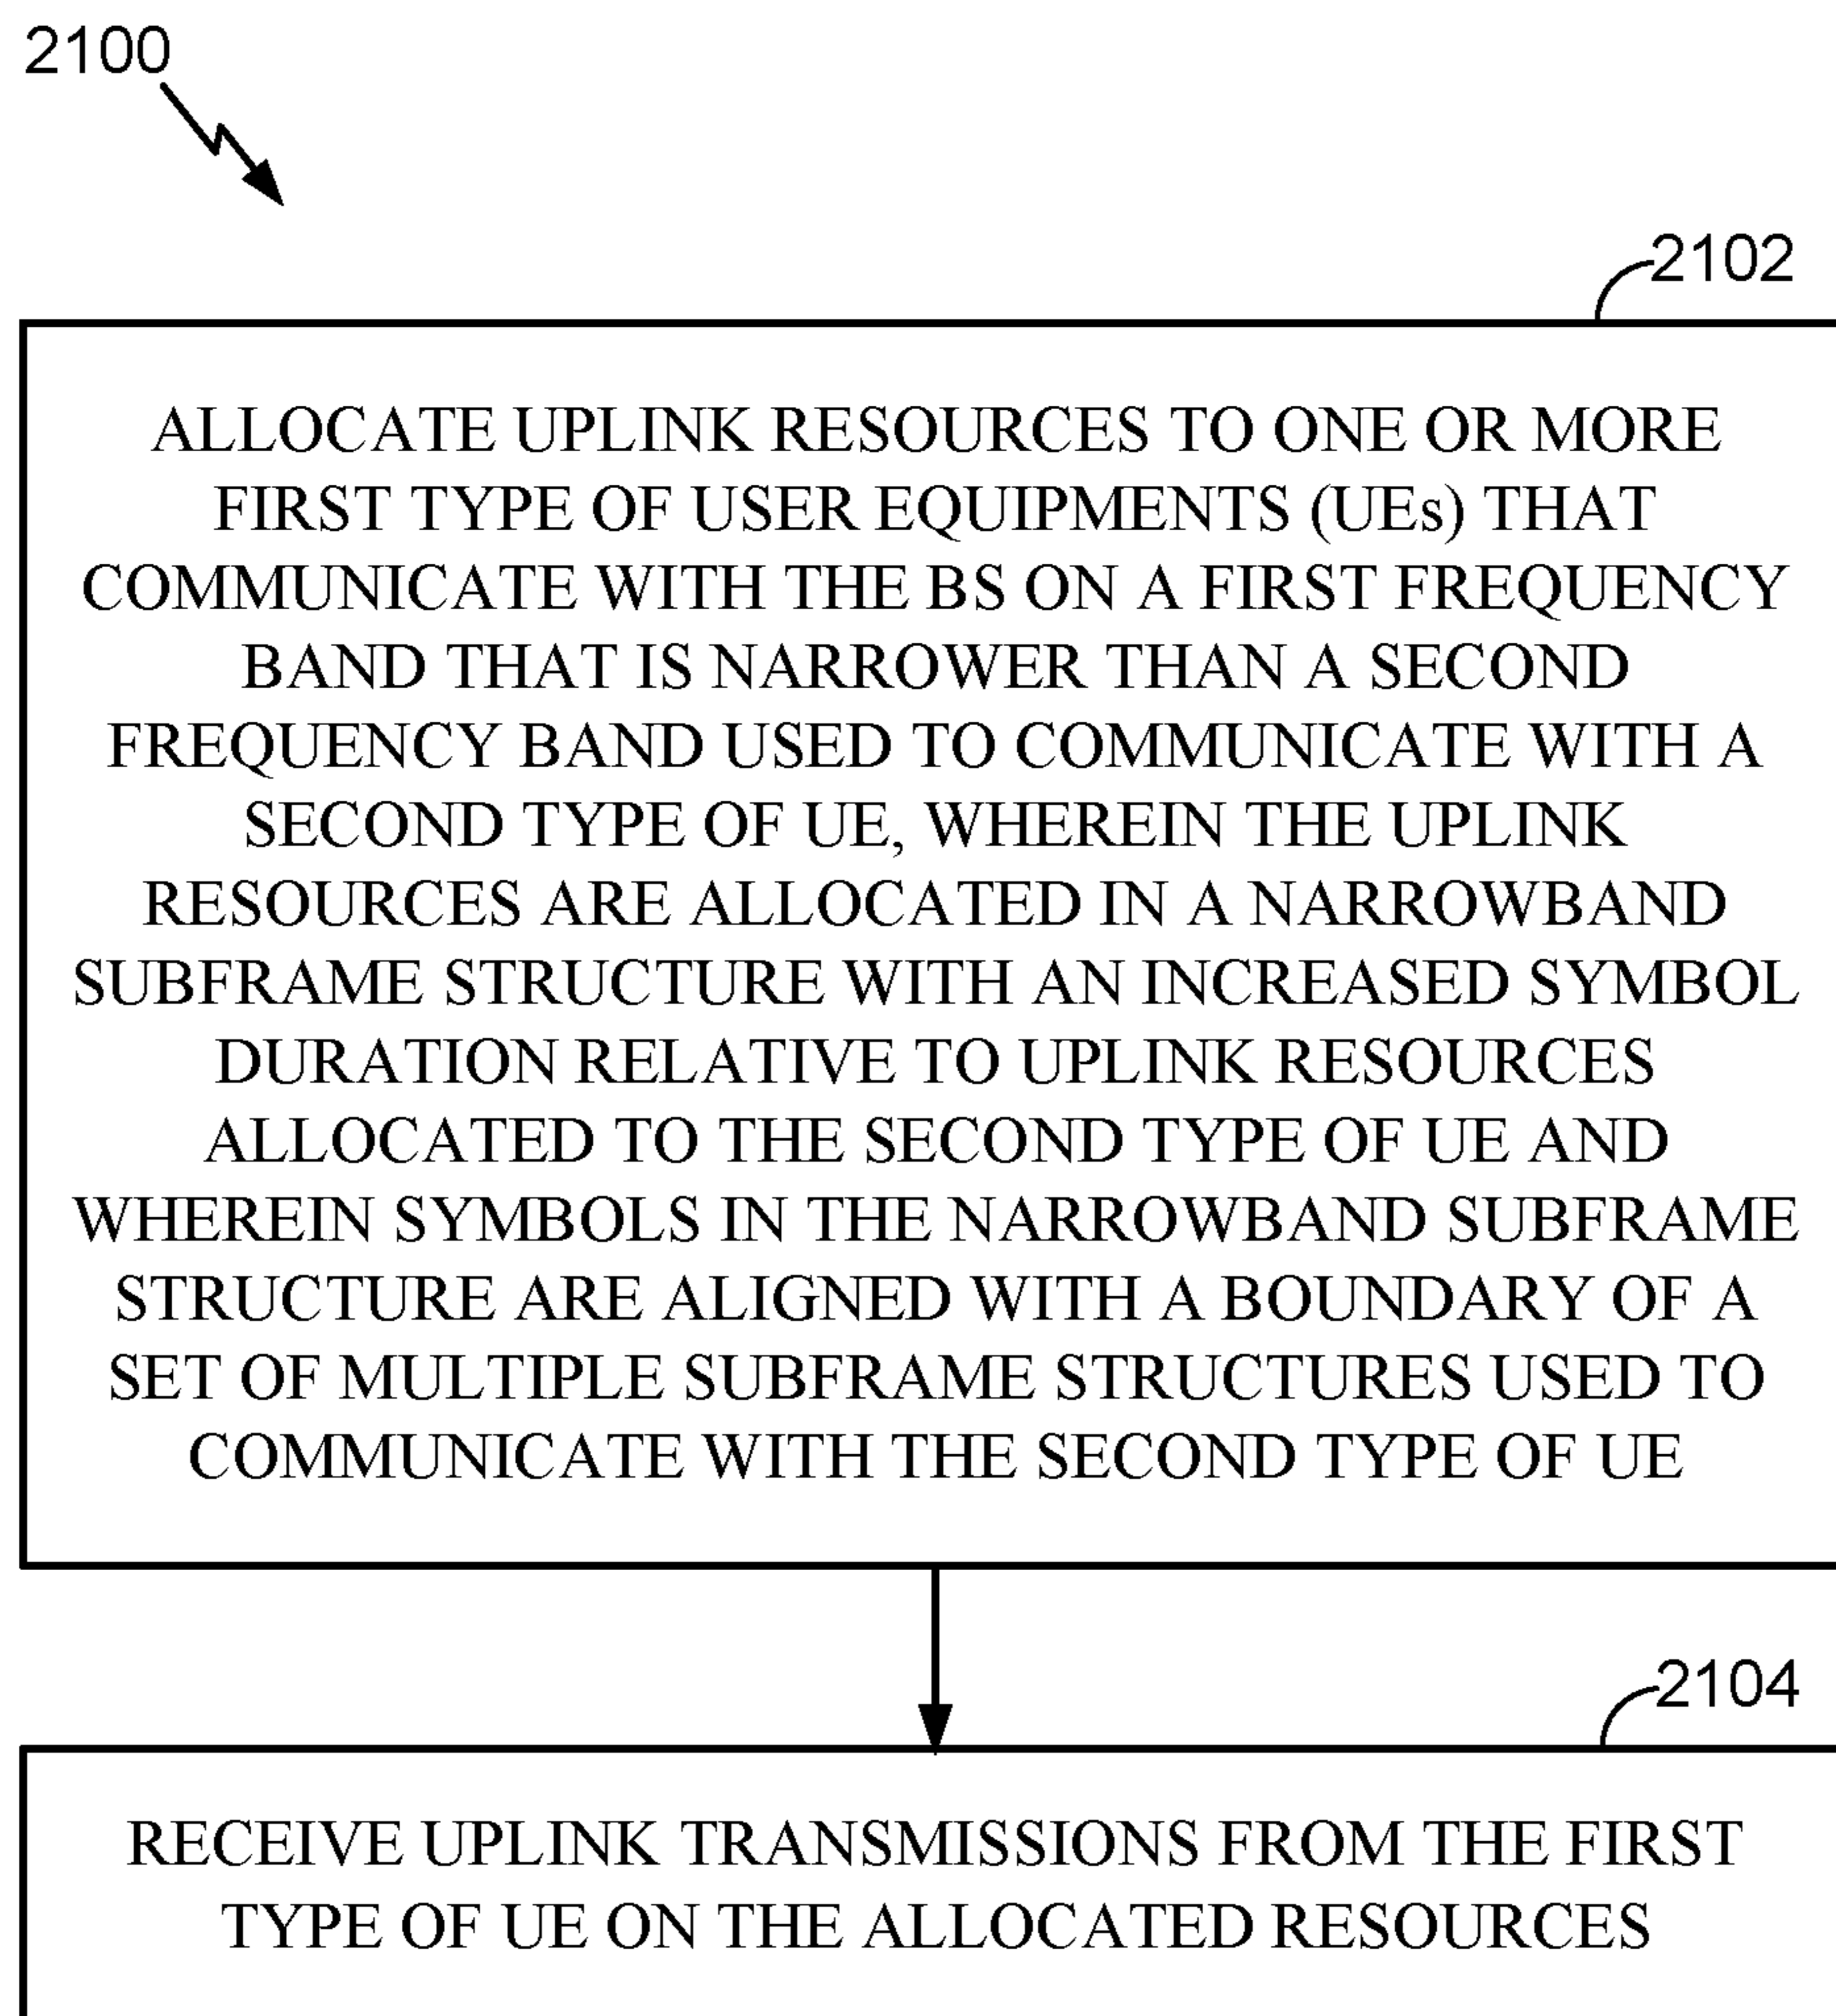 2100
2102
ALLOCATE UPLINK RESOURCES TO ONE OR MORE
FIRST TYPE OF USER EQUIPMENTS (UEs) THAT
COMMUNICATE WITH THE BS ON A FIRST FREQUENCY
BAND THAT IS NARROWER THAN A SECOND
FREQUENCY BAND USED TO COMMUNICATE WITH A
SECOND TYPE OF UE, WHEREIN THE UPLINK
RESOURCES ARE ALLOCATED IN A NARROWBAND
SUBFRAME STRUCTURE WITH AN INCREASED SYMBOL
DURATION RELATIVE TO UPLINK RESOURCES
ALLOCATED TO THE SECOND TYPE OF UE AND
WHEREIN SYMBOLS IN THE NARROWBAND SUBFRAME
STRUCTURE ARE ALIGNED WITH A BOUNDARY OF A
SET OF MULTIPLE SUBFRAME STRUCTURES USED TO
COMMUNICATE WITH THE SECOND TYPE OF UE
2104
RECEIVE UPLINK TRANSMISSIONS FROM THE FIRST
TYPE OF UE ON THE ALLOCATED RESOURCES